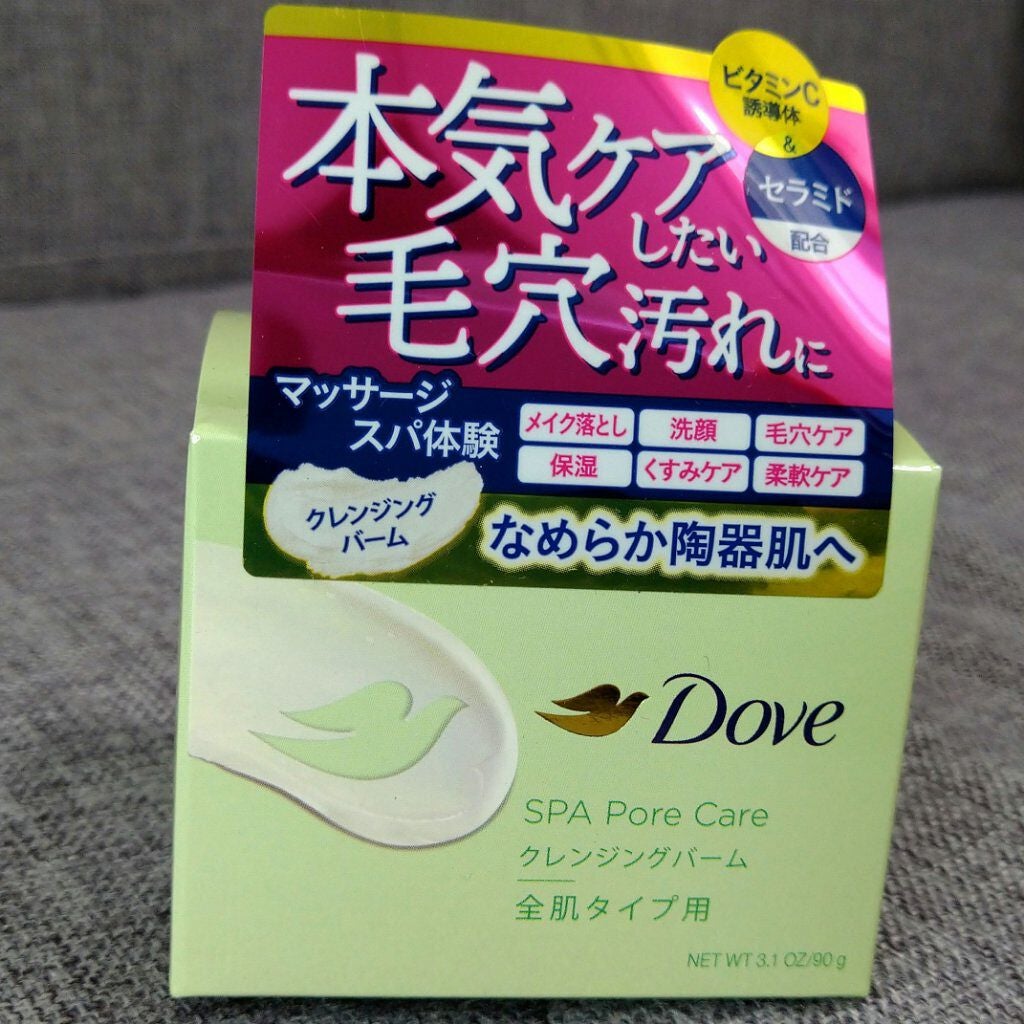 ビタミンC
誘導体
&
セラミド
配合
本気ケア
したい
毛穴汚れに
マッサージ
スパ体験
メイク落とし 洗顔 毛穴ケア
保湿 くすみケア 柔軟ケア
クレンジング
バーム
なめらか陶器肌へ
Dove
SPA Pore Care
クレンジングバーム
全肌タイプ用
NET WT 3.1 OZ/90 g